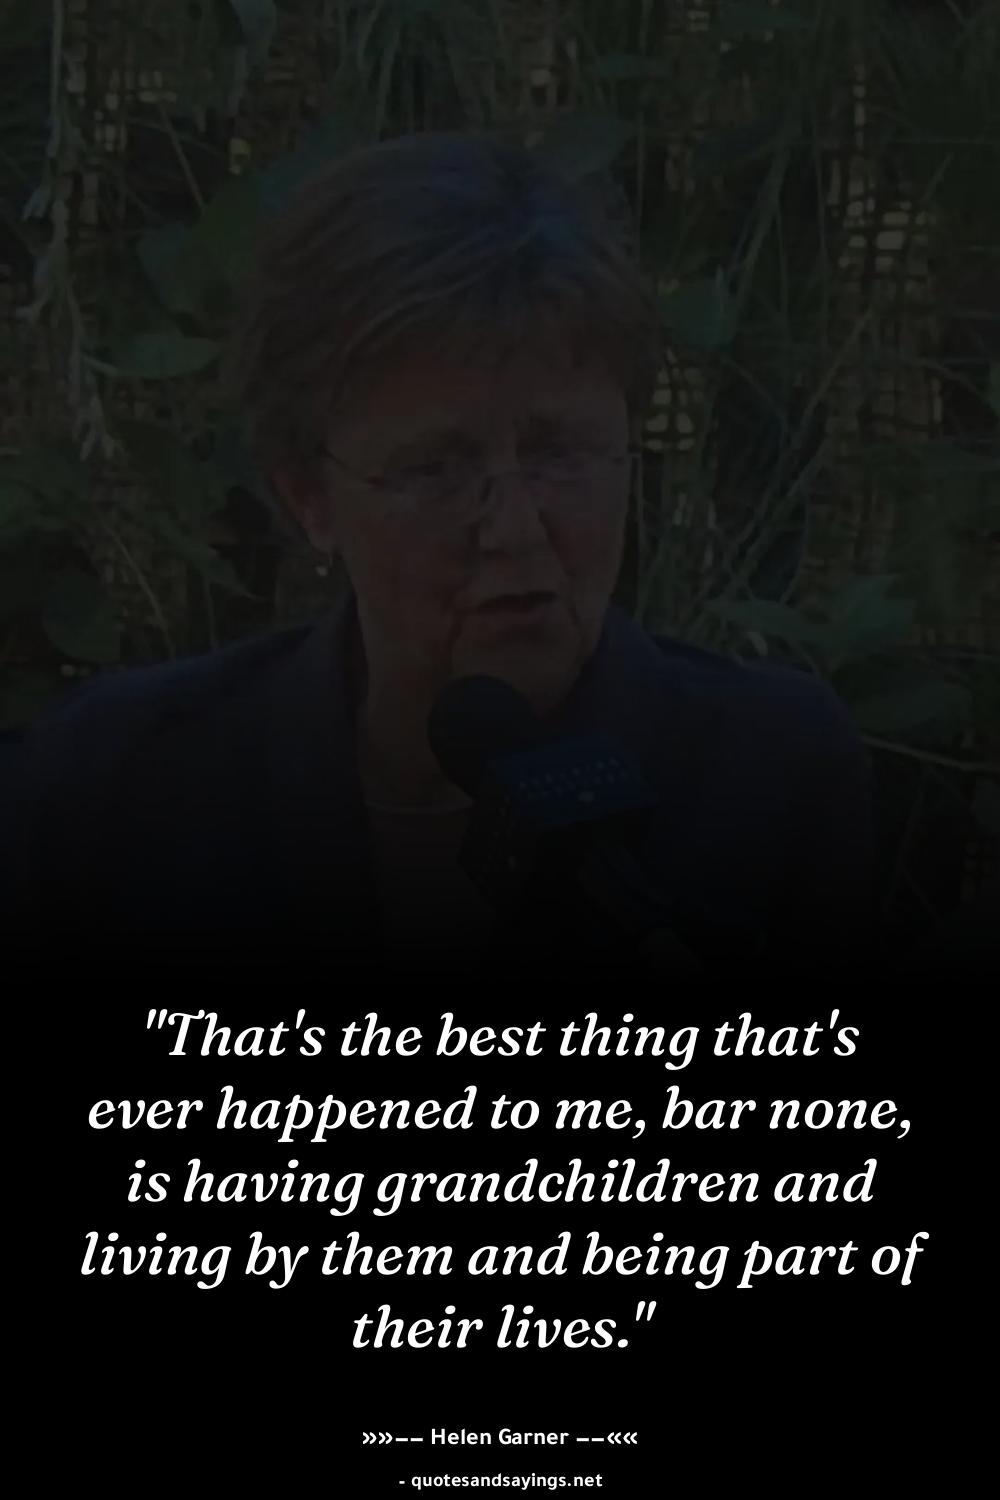 "That's the best thing that's
ever happened to me, bar none,
is having grandchildren and
living by them and being part of
their lives."
»»–– Helen Garner ––««
- quotesandsayings.net